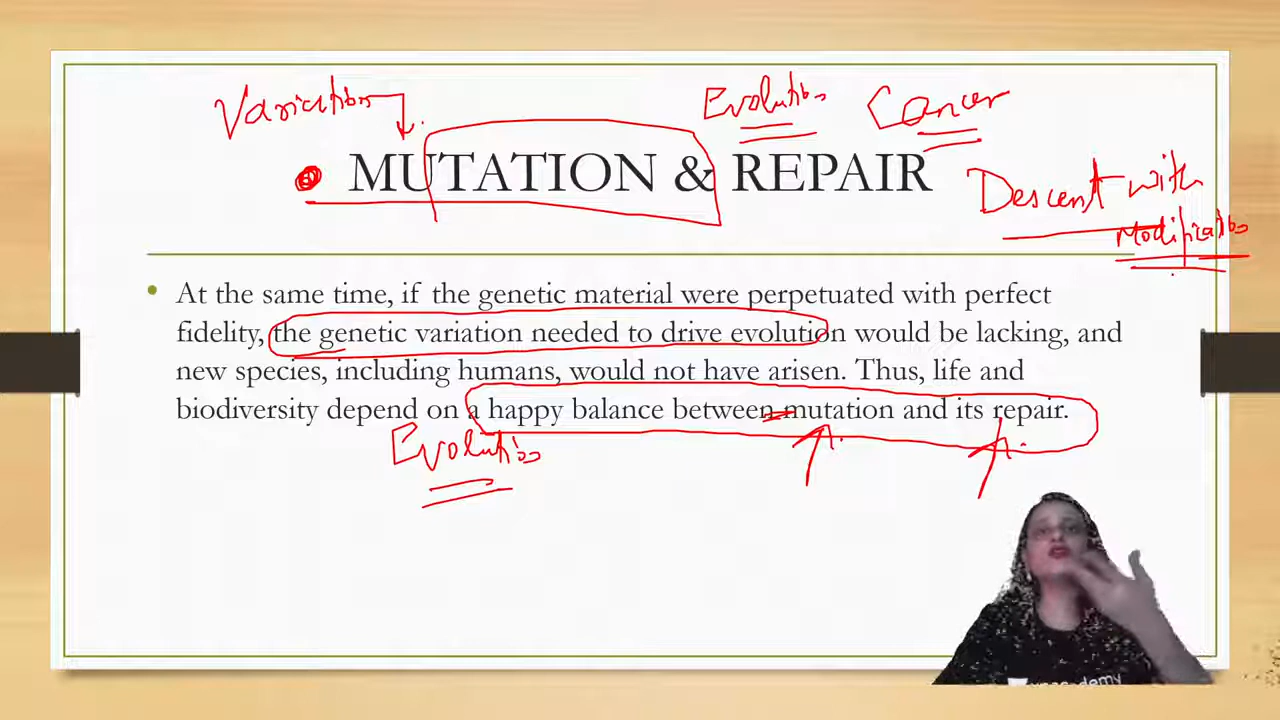 Variation
Evolution
Cancer
MUTATION & REPAIR
Descent with
Modification
• At the same time, if the genetic material were perpetuated with perfect
fidelity, the genetic variation needed to drive evolution would be lacking, and
new species, including humans, would not have arisen. Thus, life and
biodiversity depend on a happy balance between mutation and its repair.
Evolution